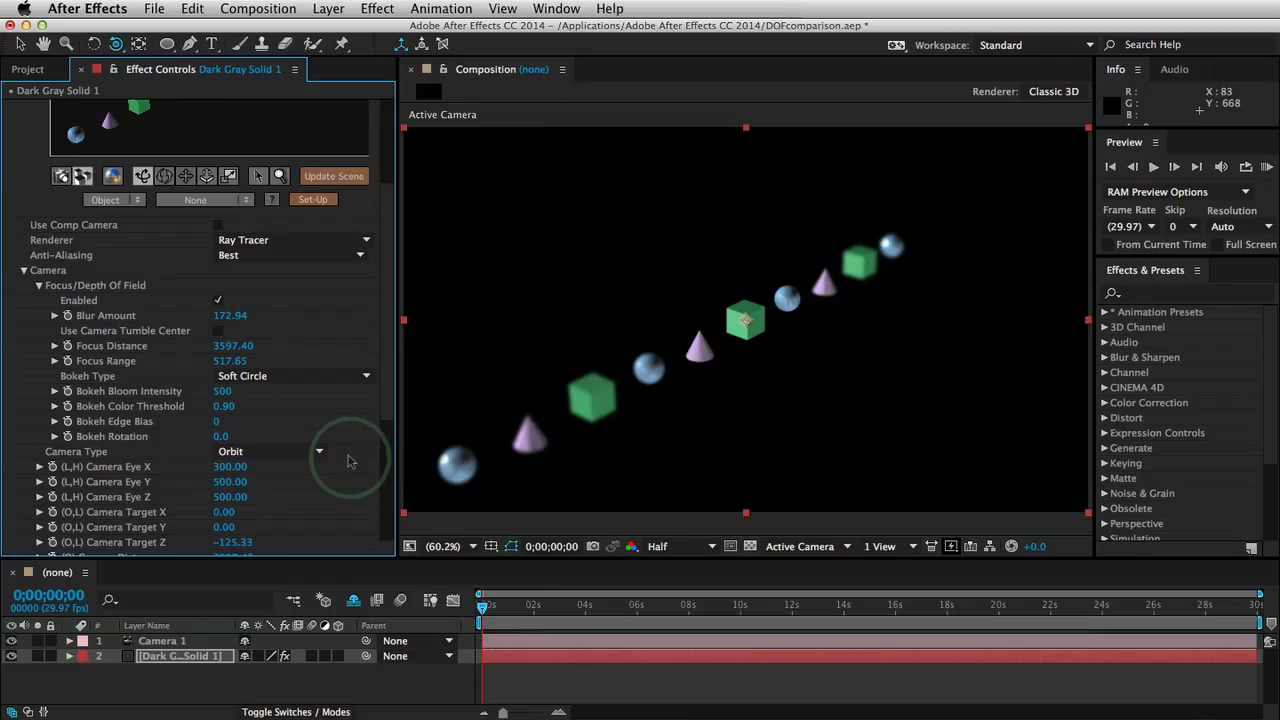 After Effects File Edit Composition Layer Effect Animation View Window Help
Adobe After Effects CC 2014 - /Applications/DOFcomparison.aep *
Workspace: Standard Search Help
Project Effect Controls Dark Gray Solid 1
Composition (none)
Info Audio
• Dark Gray Solid 1
Renderer: Classic 3D
R : X : 83
G : Y : 668
B :
Active Camera
Preview
Update Scene
Object None ? Set-Up
RAM Preview Options
Frame Rate Skip Resolution
(29.97) 0 Auto
From Current Time Full Screen
Use Comp Camera
Renderer Ray Tracer
Anti-Aliasing Best
Camera
Focus/Depth Of Field
Enabled
Blur Amount 172.94
Use Camera Tumble Center
Focus Distance 3597.40
Focus Range 517.65
Bokeh Type Soft Circle
Bokeh Bloom Intensity 500
Bokeh Color Threshold 0.90
Bokeh Edge Bias 0
Bokeh Rotation 0.0
Camera Type Orbit
(L,H) Camera Eye X 300.00
(L,H) Camera Eye Y 500.00
(L,H) Camera Eye Z 500.00
(O,L) Camera Target X 0.00
(O,L) Camera Target Y 0.00
(O,L) Camera Target Z -125.33
Effects & Presets
* Animation Presets
3D Channel
Audio
Blur & Sharpen
Channel
CINEMA 4D
Color Correction
Distort
Expression Controls
Generate
Keying
Matte
Noise & Grain
Obsolete
Perspective
Simulation
(60.2%) 0;00;00;00 Half Active Camera 1 View +0.0
(none)
0;00;00;00
00000 (29.97 fps)
02s 04s 06s 08s 10s 12s 14s 16s 18s 20s 22s 24s 26s 28s 30s
# Layer Name Parent
1 Camera 1 None
2 [Dark G...Solid 1] None
Toggle Switches / Modes